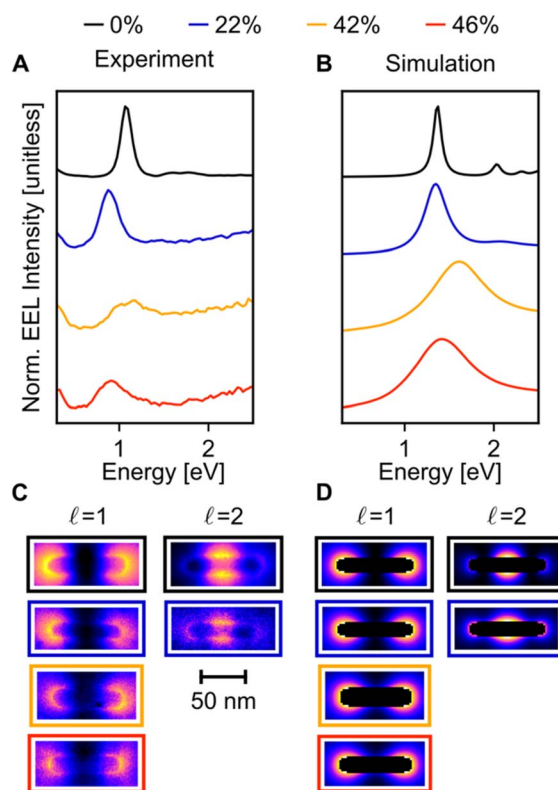 0% 22% 42% 46%
A Experiment B Simulation
Norm. EEL Intensity [unitless]
1 2 1 2
Energy [eV] Energy [eV]
C D
ℓ=1 ℓ=2 ℓ=1 ℓ=2
50 nm